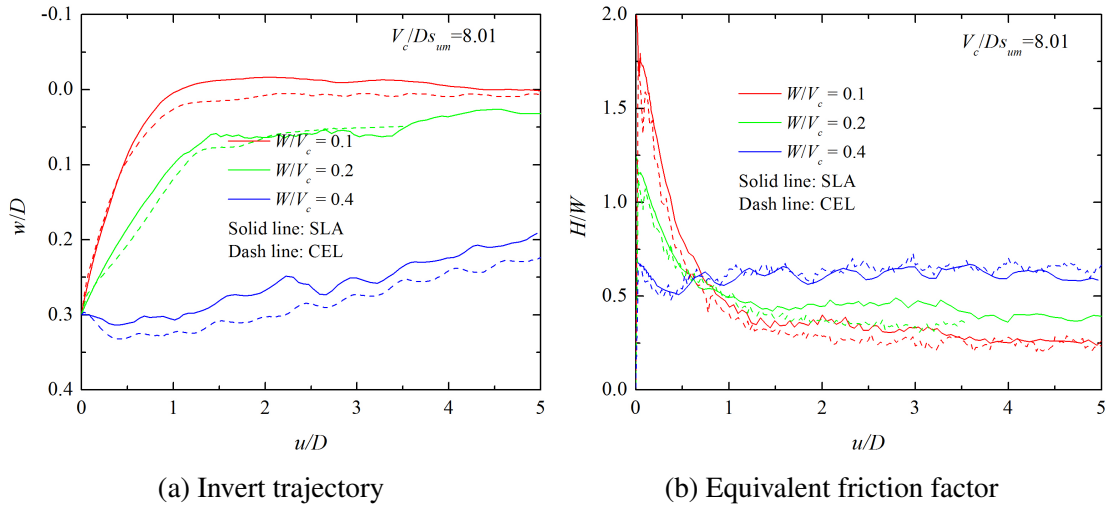 -0.1
0.0
0.1
0.2
0.3
0.4
w/D
0
1
2
3
4
5
u/D
V_c/Ds_um=8.01
W/V_c = 0.1
W/V_c = 0.2
W/V_c = 0.4
Solid line: SLA
Dash line: CEL
(a) Invert trajectory
2.0
1.5
1.0
0.5
0.0
H/W
0
1
2
3
4
5
u/D
V_c/Ds_um=8.01
W/V_c = 0.1
W/V_c = 0.2
W/V_c = 0.4
Solid line: SLA
Dash line: CEL
(b) Equivalent friction factor